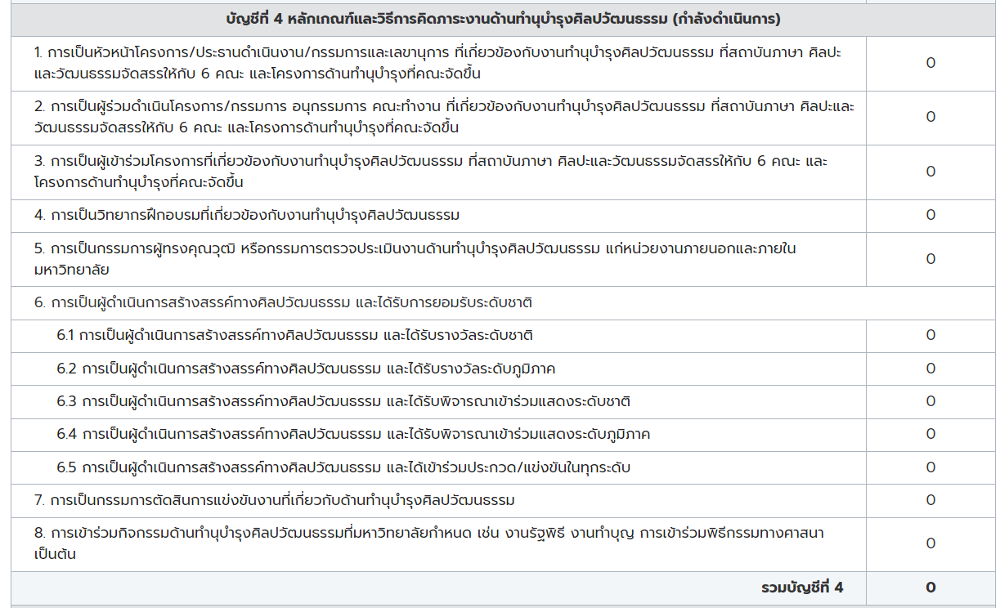 บัญชีที่ 4 หลักเกณฑ์และวิธีการคิดภาระงานด้านทำนุบำรุงศิลปวัฒนธรรม (กำลังดำเนินการ)
1. การเป็นหัวหน้าโครงการ/ประธานดำเนินงาน/กรรมการและเลขานุการ ที่เกี่ยวข้องกับงานทำนุบำรุงศิลปวัฒนธรรม ที่สถาบันภาษา ศิลปะ
และวัฒนธรรมจัดสรรให้กับ 6 คณะ และโครงการด้านทำนุบำรุงที่คณะจัดขึ้น
0
2. การเป็นผู้ร่วมดำเนินโครงการ/กรรมการ อนุกรรมการ คณะทำงาน ที่เกี่ยวข้องกับงานทำนุบำรุงศิลปวัฒนธรรม ที่สถาบันภาษา ศิลปะและ
วัฒนธรรมจัดสรรให้กับ 6 คณะ และโครงการด้านทำนุบำรุงที่คณะจัดขึ้น
0
3. การเป็นผู้เข้าร่วมโครงการที่เกี่ยวข้องกับงานทำนุบำรุงศิลปวัฒนธรรม ที่สถาบันภาษา ศิลปะและวัฒนธรรมจัดสรรให้กับ 6 คณะ และ
โครงการด้านทำนุบำรุงที่คณะจัดขึ้น
0
4. การเป็นวิทยากรฝึกอบรมที่เกี่ยวข้องกับงานทำนุบำรุงศิลปวัฒนธรรม
0
5. การเป็นกรรมการผู้ทรงคุณวุฒิ หรือกรรมการตรวจประเมินงานด้านทำนุบำรุงศิลปวัฒนธรรม แก่หน่วยงานภายนอกและภายใน
มหาวิทยาลัย
0
6. การเป็นผู้ดำเนินการสร้างสรรค์ทางศิลปวัฒนธรรม และได้รับการยอมรับระดับชาติ
6.1 การเป็นผู้ดำเนินการสร้างสรรค์ทางศิลปวัฒนธรรม และได้รับรางวัลระดับชาติ
0
6.2 การเป็นผู้ดำเนินการสร้างสรรค์ทางศิลปวัฒนธรรม และได้รับรางวัลระดับภูมิภาค
0
6.3 การเป็นผู้ดำเนินการสร้างสรรค์ทางศิลปวัฒนธรรม และได้รับพิจารณาเข้าร่วมแสดงระดับชาติ
0
6.4 การเป็นผู้ดำเนินการสร้างสรรค์ทางศิลปวัฒนธรรม และได้รับพิจารณาเข้าร่วมแสดงระดับภูมิภาค
0
6.5 การเป็นผู้ดำเนินการสร้างสรรค์ทางศิลปวัฒนธรรม และได้เข้าร่วมประกวด/แข่งขันในทุกระดับ
0
7. การเป็นกรรมการตัดสินการแข่งขันงานที่เกี่ยวกับด้านทำนุบำรุงศิลปวัฒนธรรม
0
8. การเข้าร่วมกิจกรรมด้านทำนุบำรุงศิลปวัฒนธรรมที่มหาวิทยาลัยกำหนด เช่น งานรัฐพิธี งานทำบุญ การเข้าร่วมพิธีกรรมทางศาสนา
เป็นต้น
0
รวมบัญชีที่ 4
0